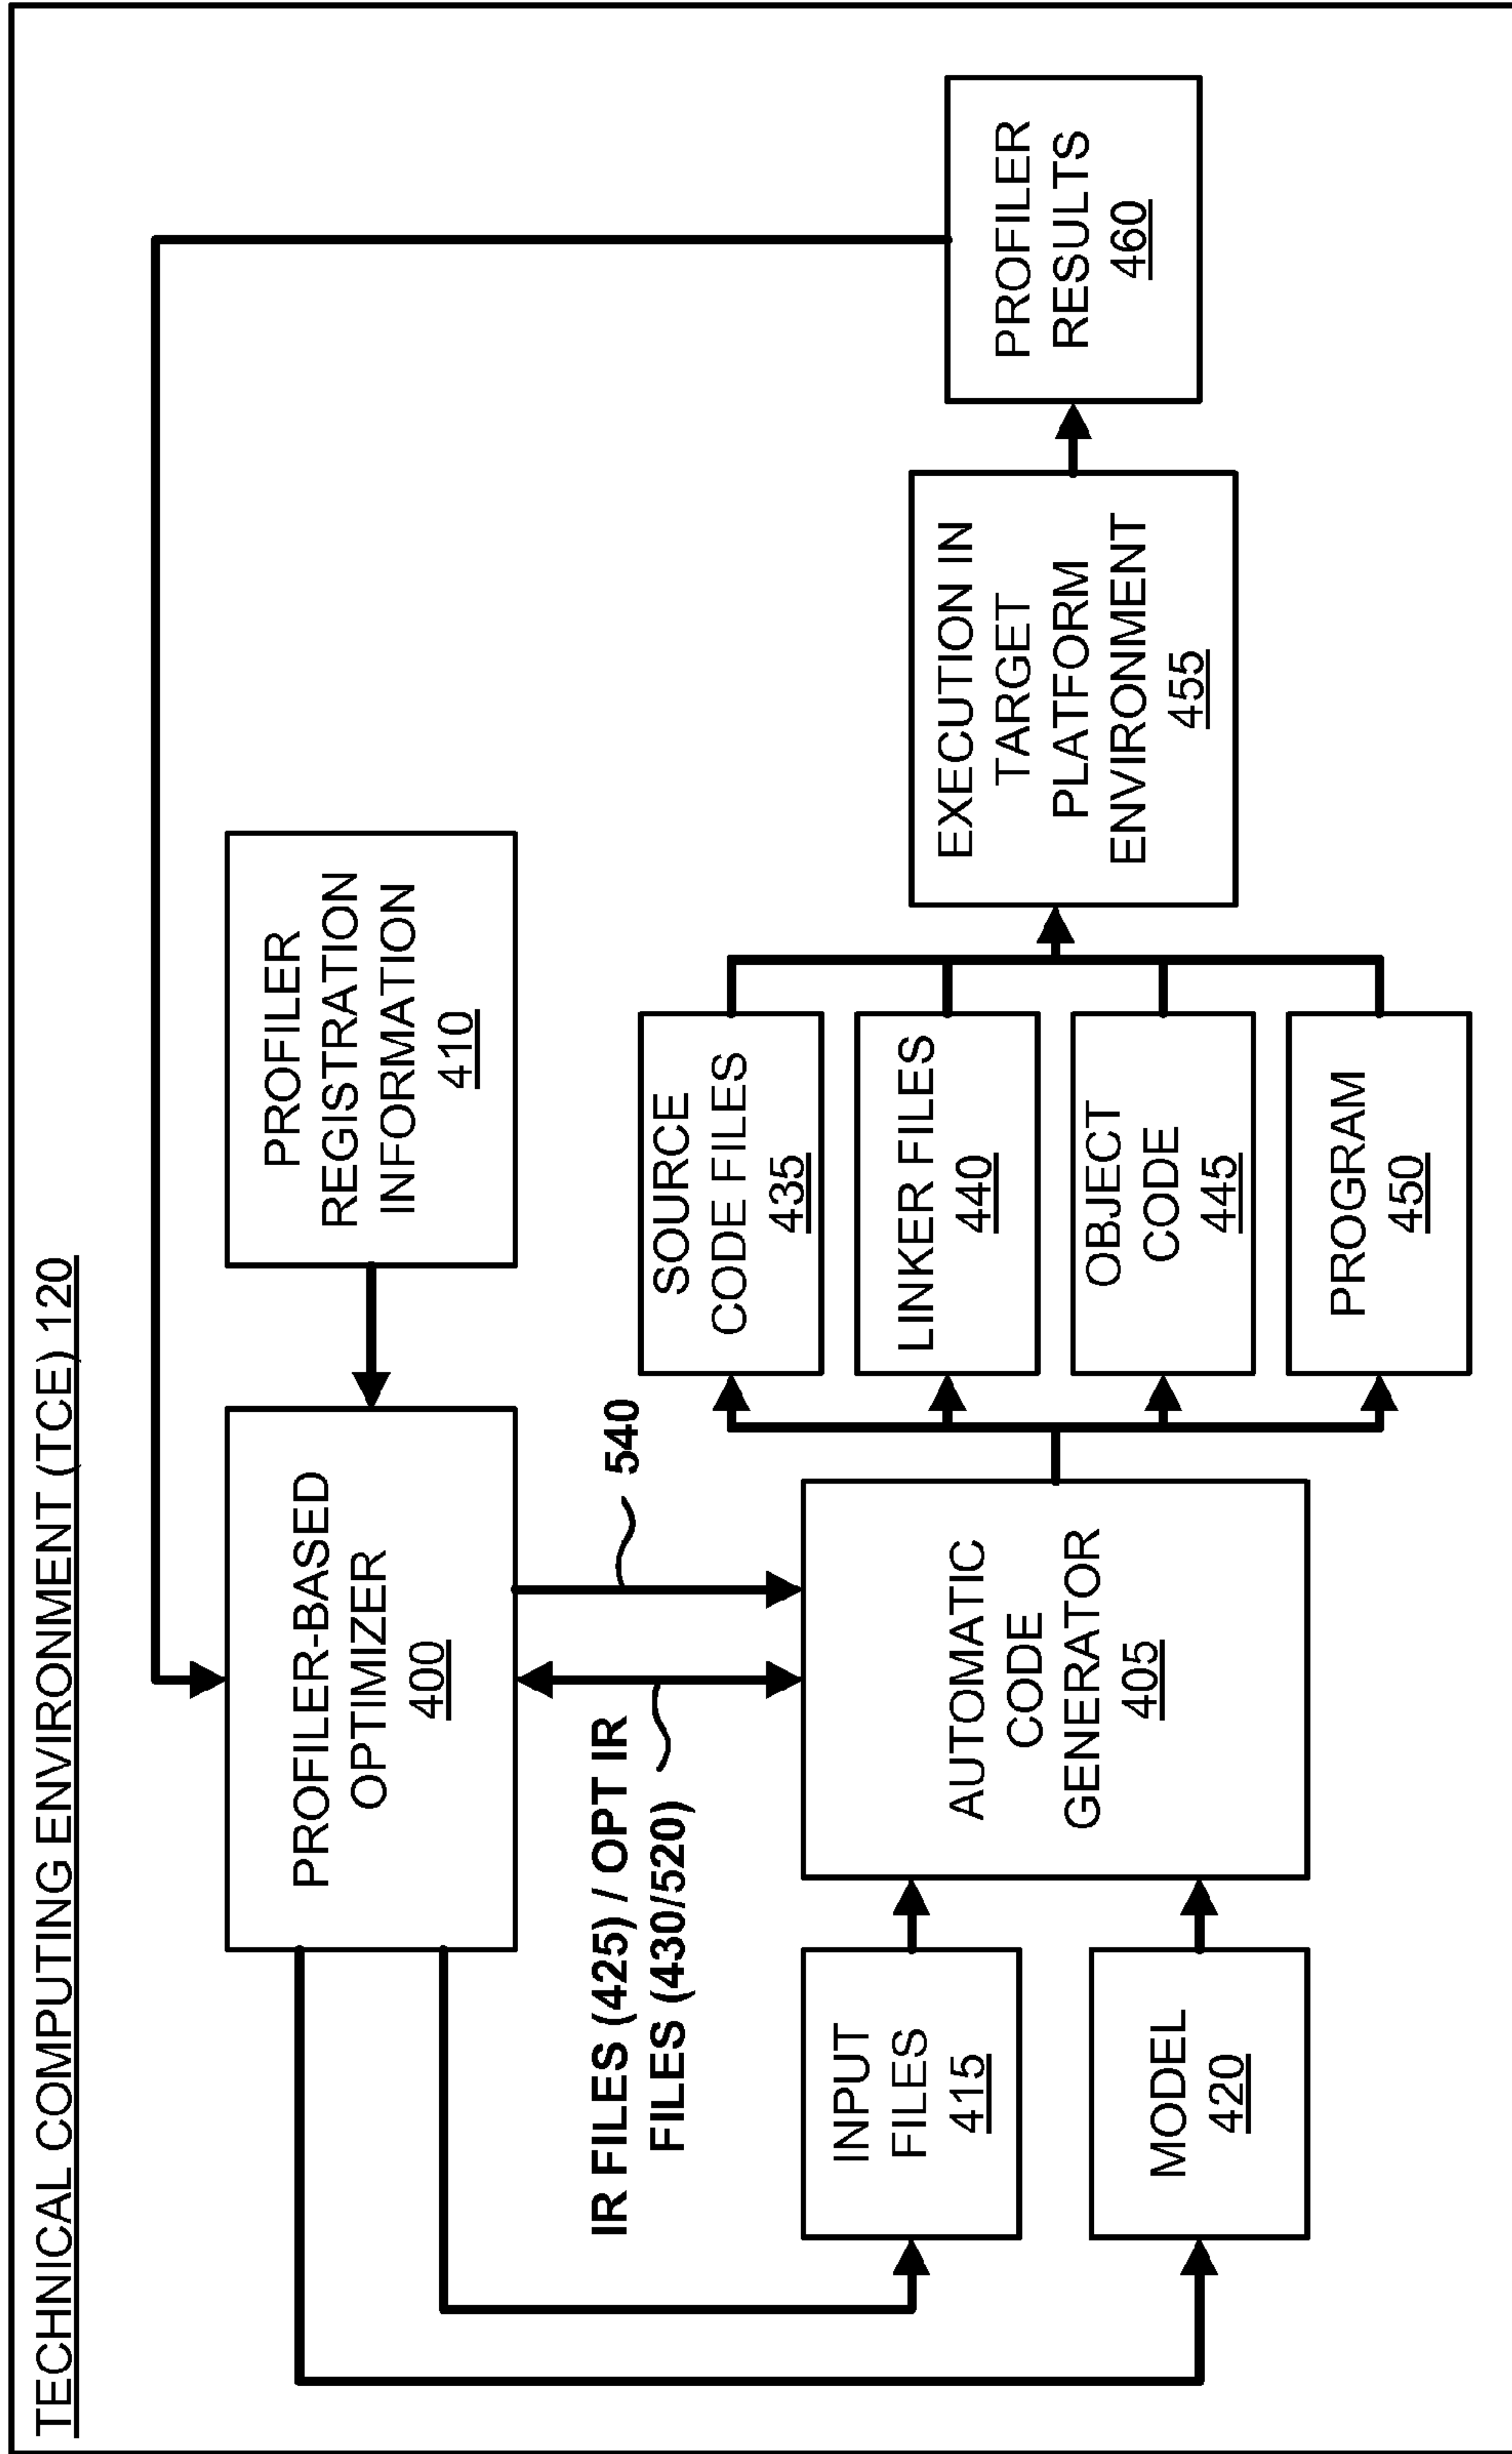 TECHNICAL COMPUTING ENVIRONMENT (TCE) 120
PROFILER-BASED
OPTIMIZER
400
PROFILER
REGISTRATION
INFORMATION
410
IR FILES (425) / OPT IR
FILES (430/520)
540
INPUT
FILES
415
MODEL
420
AUTOMATIC
CODE
GENERATOR
405
SOURCE
CODE FILES
435
LINKER FILES
440
OBJECT
CODE
445
PROGRAM
450
EXECUTION IN
TARGET
PLATFORM
ENVIRONMENT
455
PROFILER
RESULTS
460